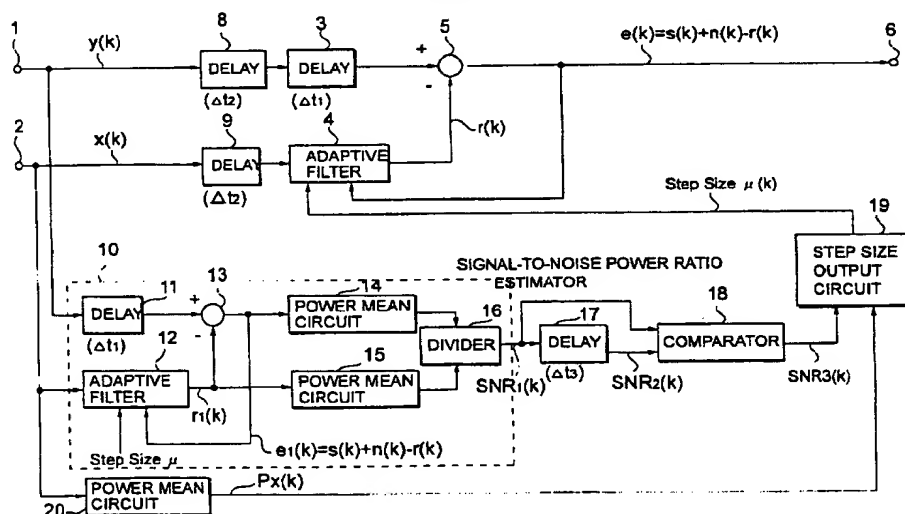 1
y(k)
8
DELAY
(Δt2)
3
DELAY
(Δt1)
+
-
5
e(k)=s(k)+n(k)-r(k)
6
2
x(k)
9
DELAY
(Δt2)
4
ADAPTIVE
FILTER
r(k)
Step Size μ(k)
19
STEP SIZE
OUTPUT
CIRCUIT
10
SIGNAL-TO-NOISE POWER RATIO
ESTIMATOR
11
DELAY
(Δt1)
+
-
13
14
POWER MEAN
CIRCUIT
16
DIVIDER
17
DELAY
(Δt3)
18
COMPARATOR
12
ADAPTIVE
FILTER
r1(k)
15
POWER MEAN
CIRCUIT
SNR1(k)
SNR2(k)
SNR3(k)
e1(k)=s(k)+n(k)-r(k)
Step Size μ
20
POWER MEAN
CIRCUIT
Px(k)